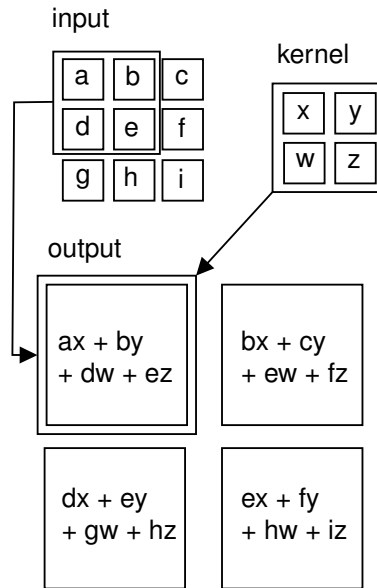 input
a b c
d e f
g h i
kernel
x y
w z
output
ax + by
+ dw + ez
bx + cy
+ ew + fz
dx + ey
+ gw + hz
ex + fy
+ hw + iz